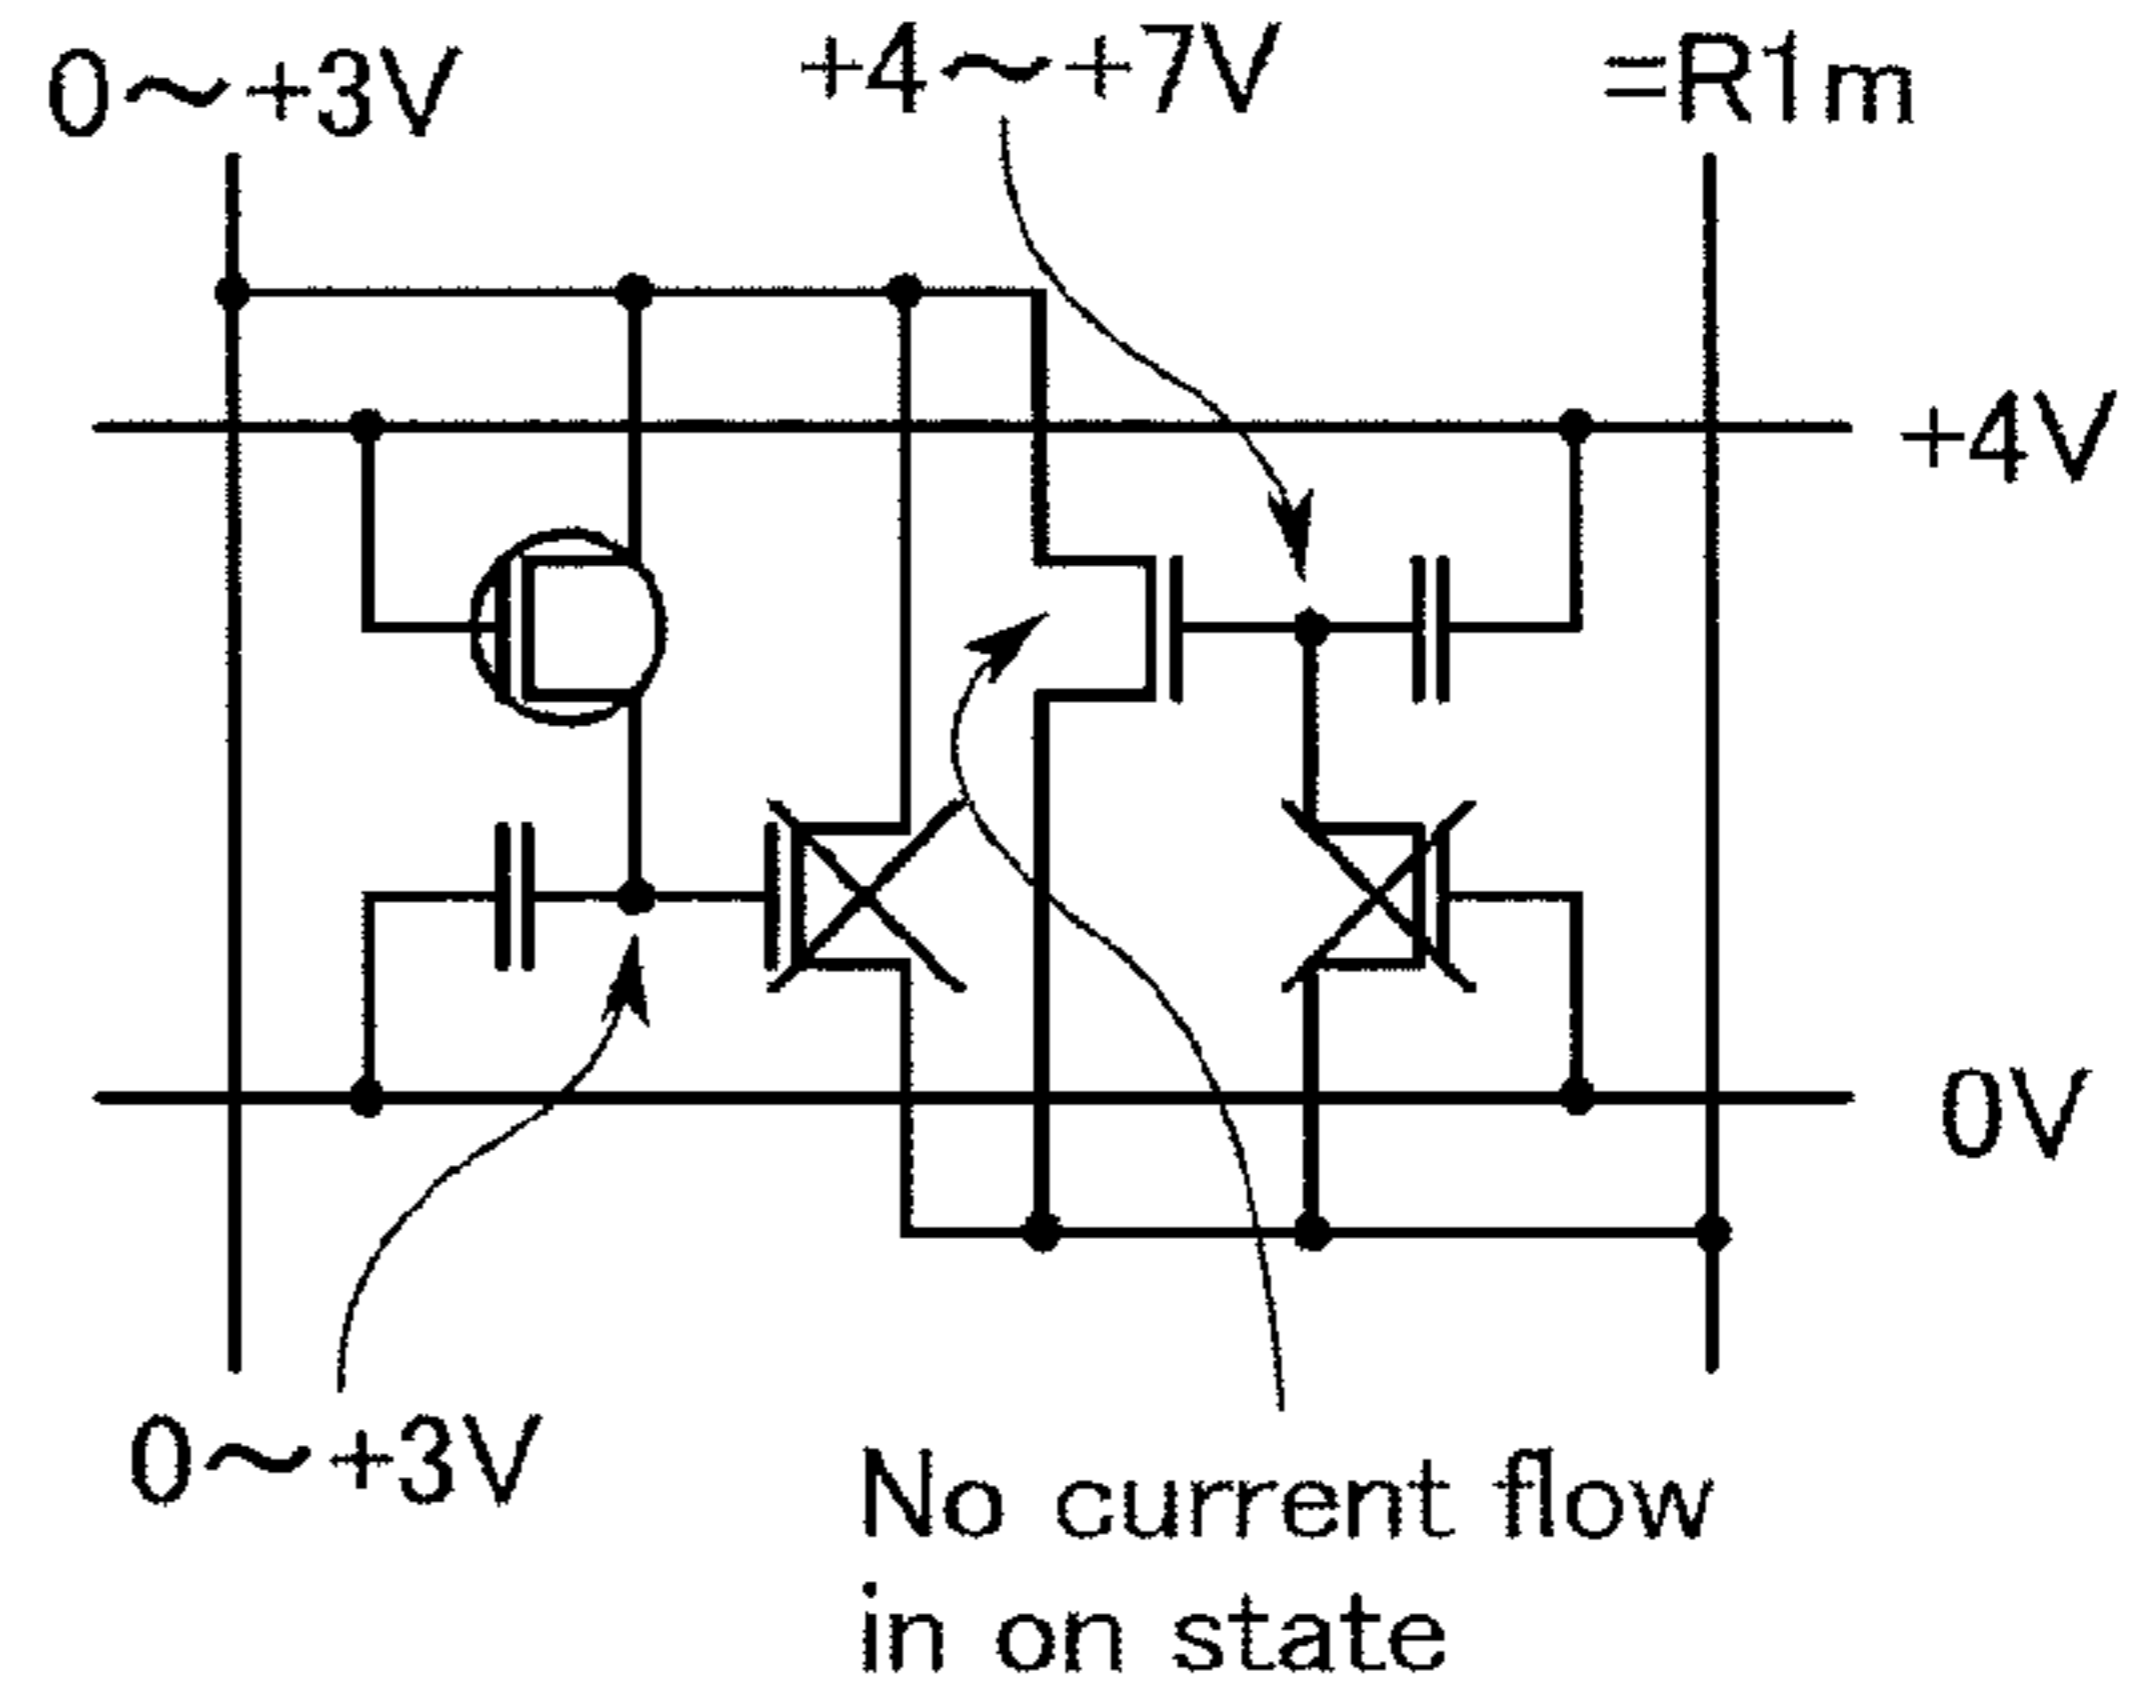 0～+3V
+4～+7V
=R1m
+4V
0V
0～+3V
No current flow
in on state